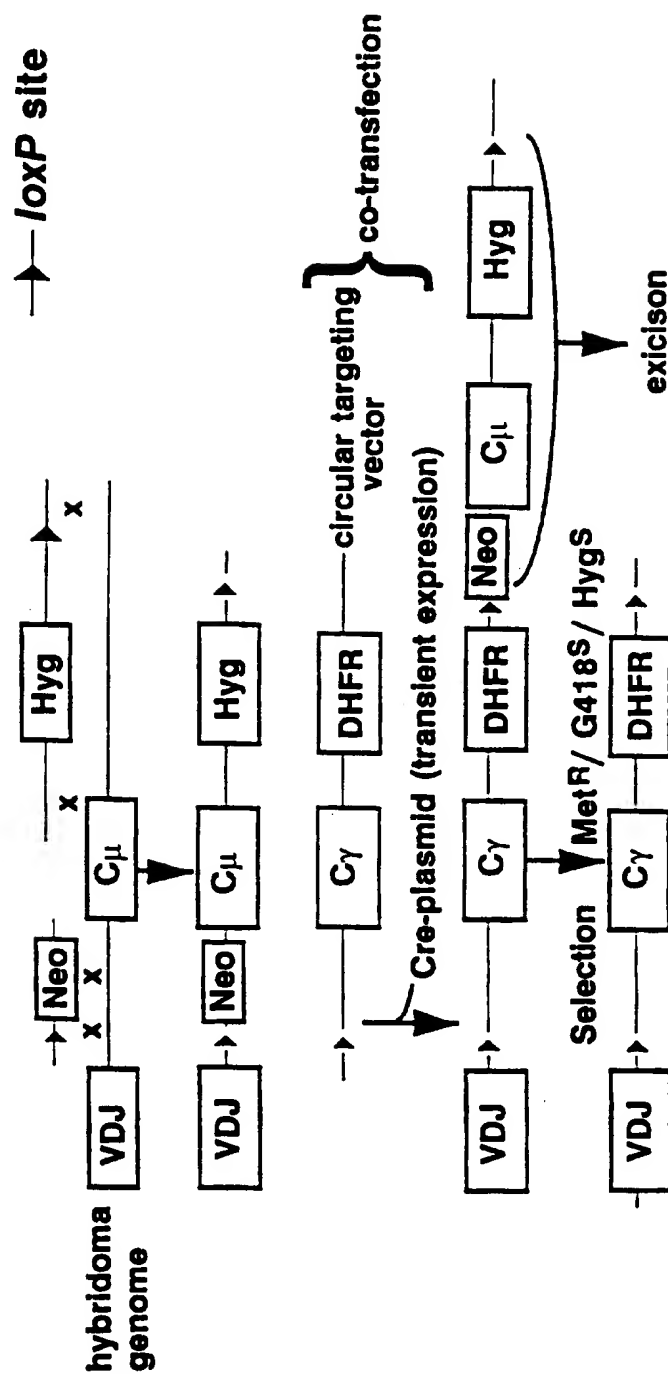 loxP site
Neo
Hyg
x x
x
x
hybridoma
genome
VDJ
Cμ
VDJ
Neo
Cμ
Hyg
Cγ
DHFR
circular targeting
vector
co-transfection
Cre-plasmid (transient expression)
VDJ
Cγ
DHFR
Neo
Cμ
Hyg
Selection
MetR/ G418S/ HygS
exicison
VDJ
Cγ
DHFR